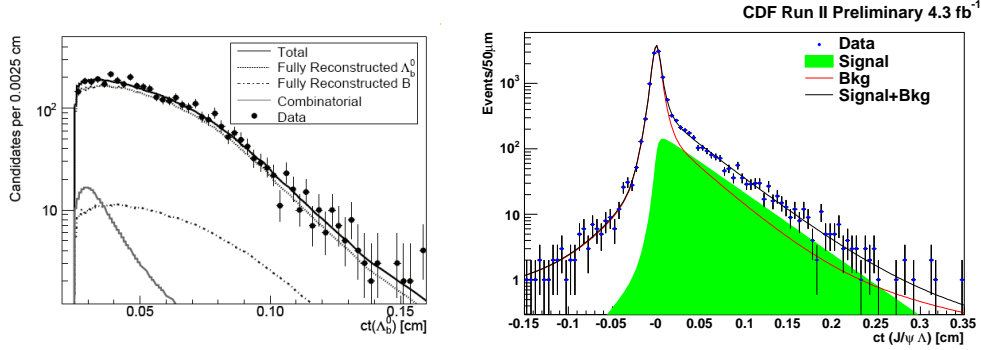 Candidates per 0.0025 cm
10²
10
Total
Fully Reconstructed Λ⁰b
Fully Reconstructed B
Combinatorial
Data
0.05
0.10
0.15
ct(Λ⁰b) [cm]
CDF Run II Preliminary 4.3 fb⁻¹
Events/50μm
10³
10²
10
1
Data
Signal
Bkg
Signal+Bkg
-0.15
-0.1
-0.05
-0
0.05
0.1
0.15
0.2
0.25
0.3
0.35
ct (J/ψ Λ) [cm]